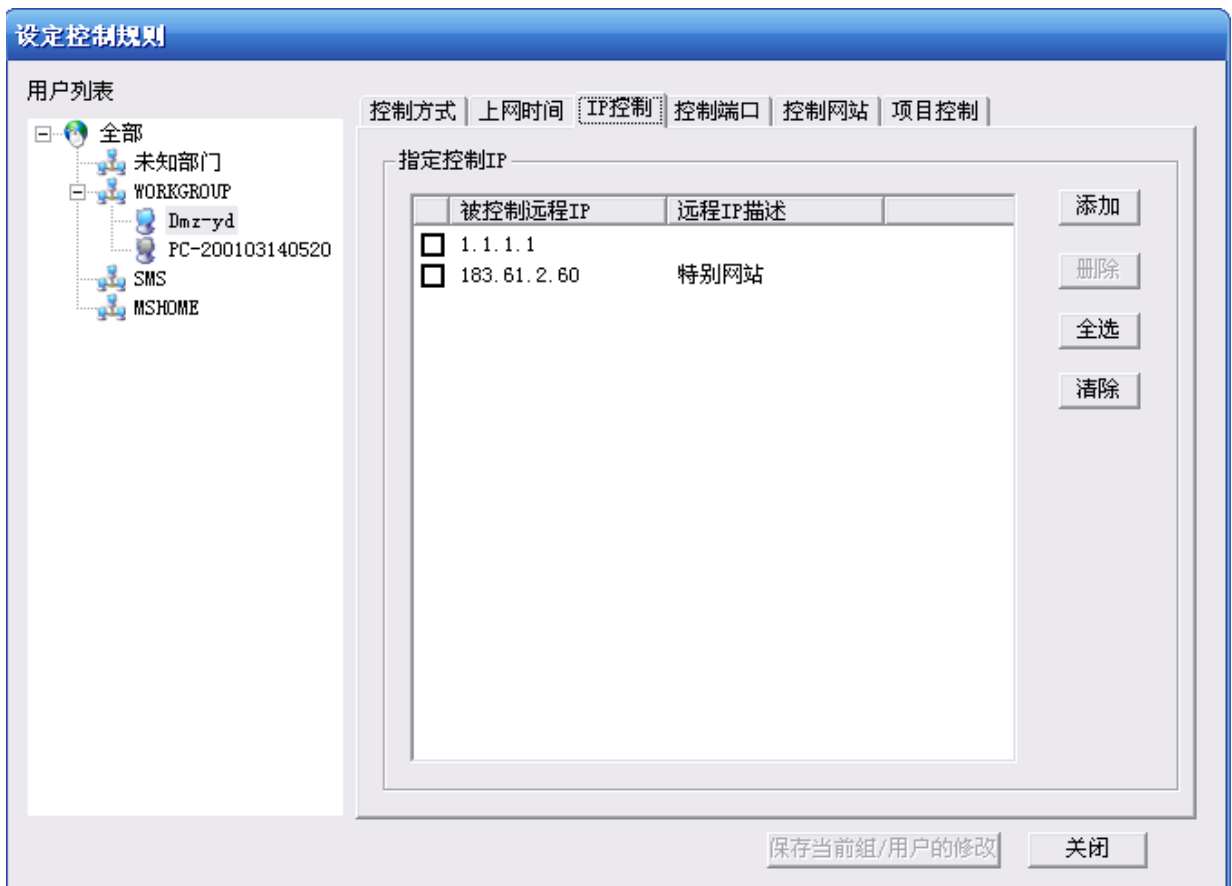 设定控制规则
用户列表
全部
未知部门
WORKGROUP
Dmz-yd
PC-200103140520
SMS
MSHOME
控制方式 上网时间 IP控制 控制端口 控制网站 项目控制
指定控制IP
被控制远程IP 远程IP描述
1.1.1.1
183.61.2.60 特别网站
添加
删除
全选
清除
保存当前组/用户的修改 关闭